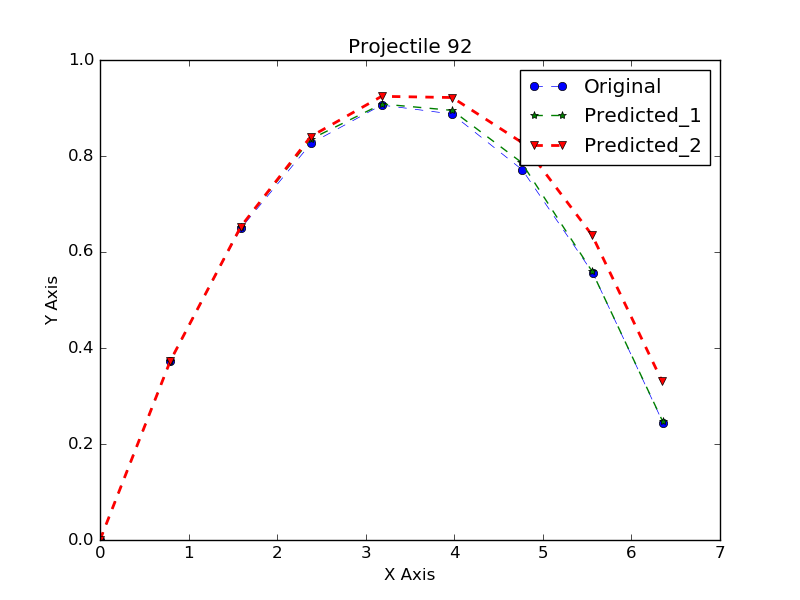 Projectile 92
Original
Predicted_1
Predicted_2
1.0
0.8
0.6
0.4
0.2
0.0
Y Axis
0 1 2 3 4 5 6 7
X Axis